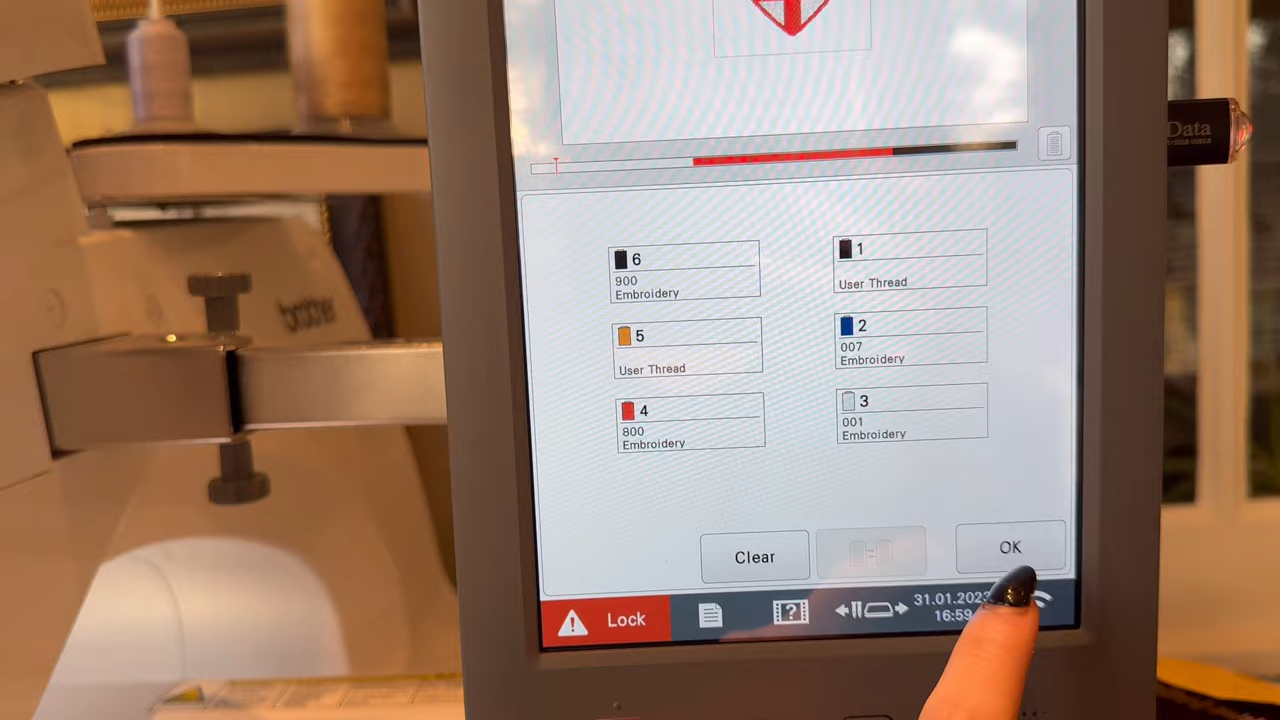 Data
brother
6
900
Embroidery
1
User Thread
5
User Thread
2
007
Embroidery
4
800
Embroidery
3
001
Embroidery
Clear
OK
Lock
?
31.01.2023
16:59